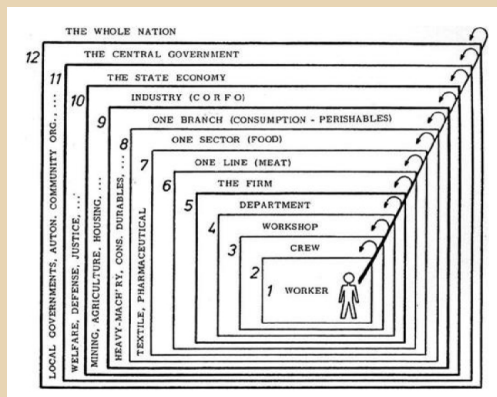 THE WHOLE NATION
12
THE CENTRAL GOVERNMENT
11
THE STATE ECONOMY
10
INDUSTRY (CORFO)
9
ONE BRANCH (CONSUMPTION - PERISHABLES)
8
ONE SECTOR (FOOD)
7
ONE LINE (MEAT)
6
THE FIRM
5
DEPARTMENT
4
WORKSHOP
3
CREW
2
1 WORKER
LOCAL GOVERNMENTS, AUTON. COMMUNITY ORG., ...
WELFARE, DEFENSE, JUSTICE, ...
MINING, AGRICULTURE, HOUSING, ...
HEAVY-MACH'RY, CONS. DURABLES, ...
TEXTILE, PHARMACEUTICAL